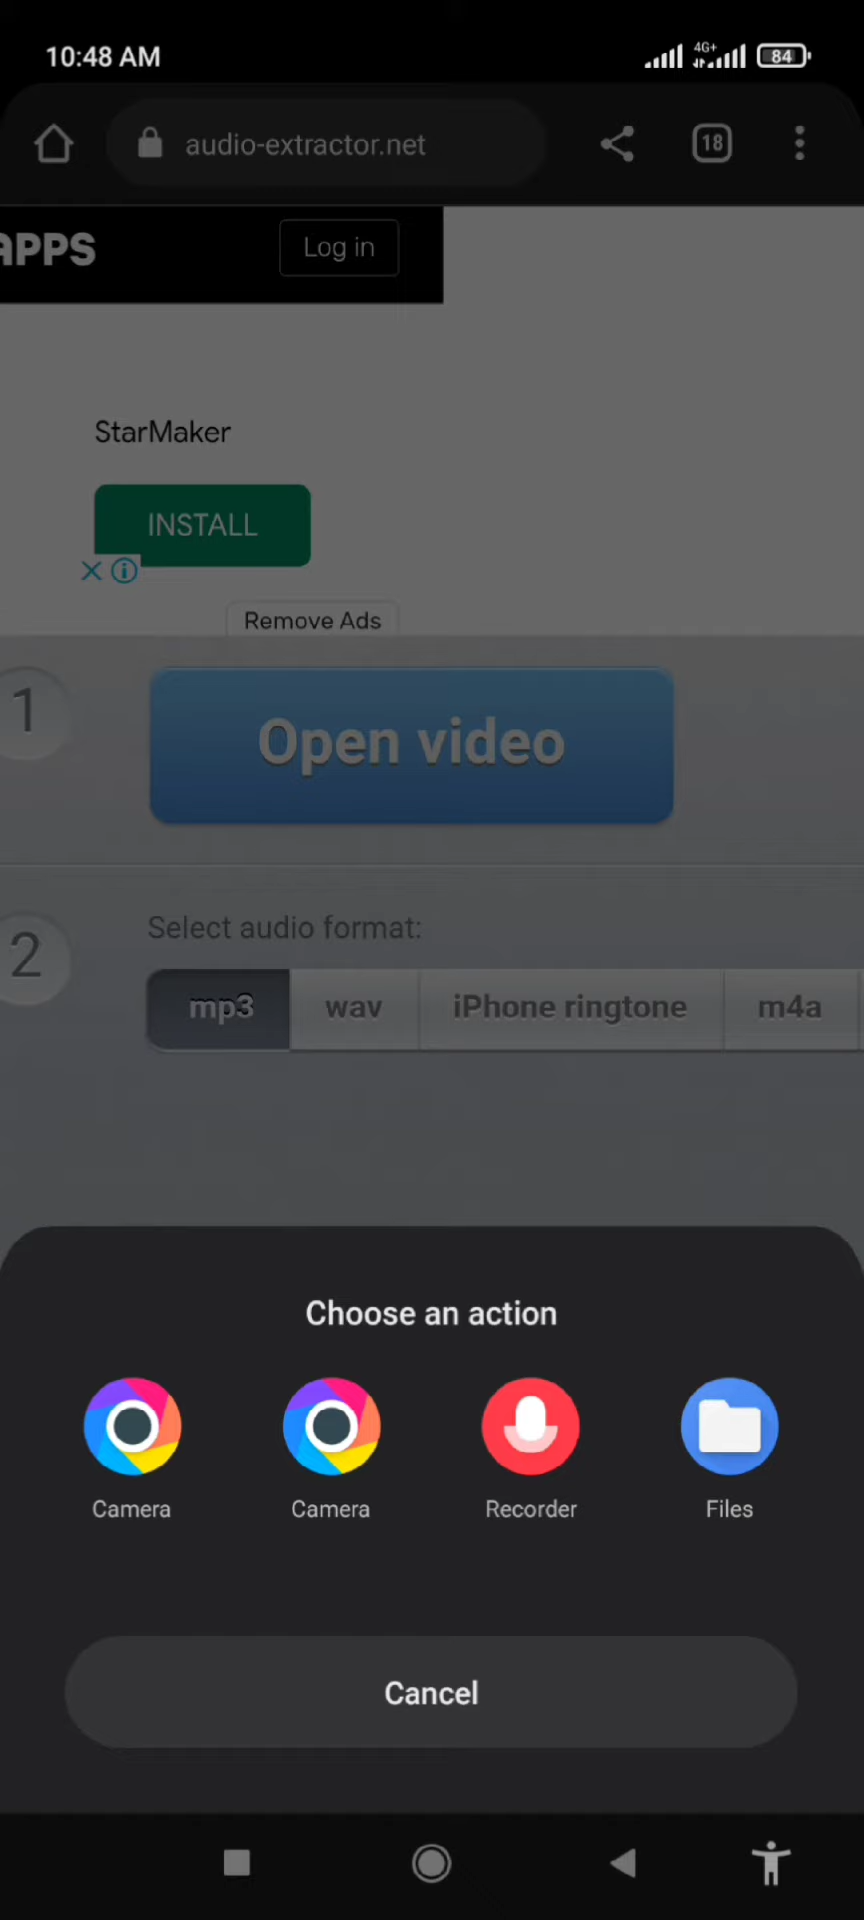 10:48 AM
4G+
84
audio-extractor.net
18
APPS
Log in
StarMaker
INSTALL
Remove Ads
1
Open video
2
Select audio format:
mp3 wav iPhone ringtone m4a
Choose an action
Camera Camera Recorder Files
Cancel